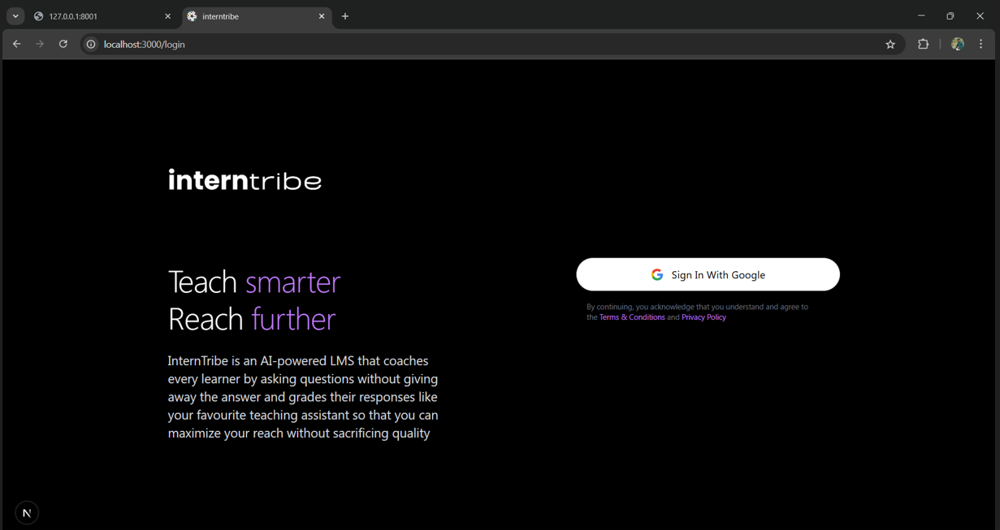 127.0.0.1:8001
interntribe
localhost:3000/login
interntribe
Teach smarter
Reach further
InternTribe is an AI-powered LMS that coaches
every learner by asking questions without giving
away the answer and grades their responses like
your favourite teaching assistant so that you can
maximize your reach without sacrificing quality
Sign In With Google
By continuing, you acknowledge that you understand and agree to
the Terms & Conditions and Privacy Policy
N